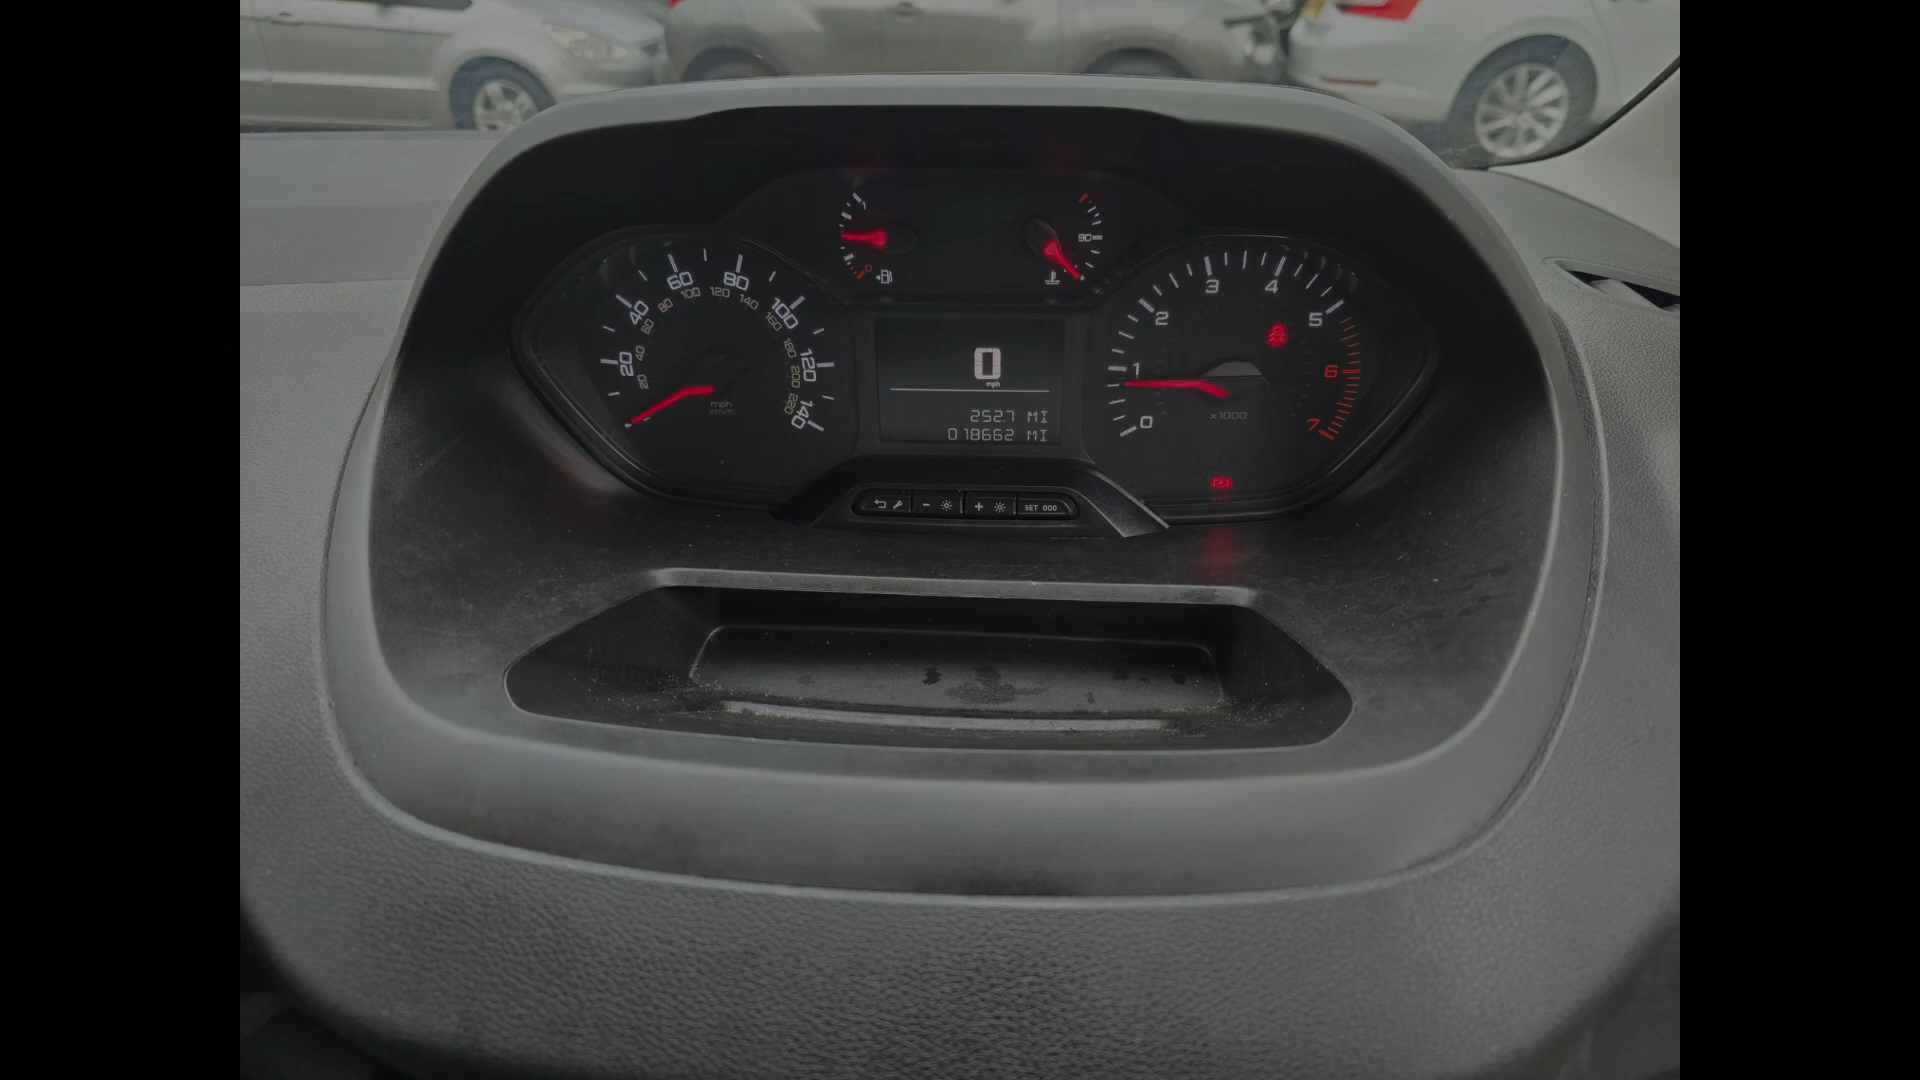 1
0
90
20 40 60 80 100 120 140
20 40 60 80 100 120 140 160 180 200 220
mph
km/h
0
mph
252.7 MI
018662 MI
0 1 2 3 4 5 6 7
x1000
SET 000